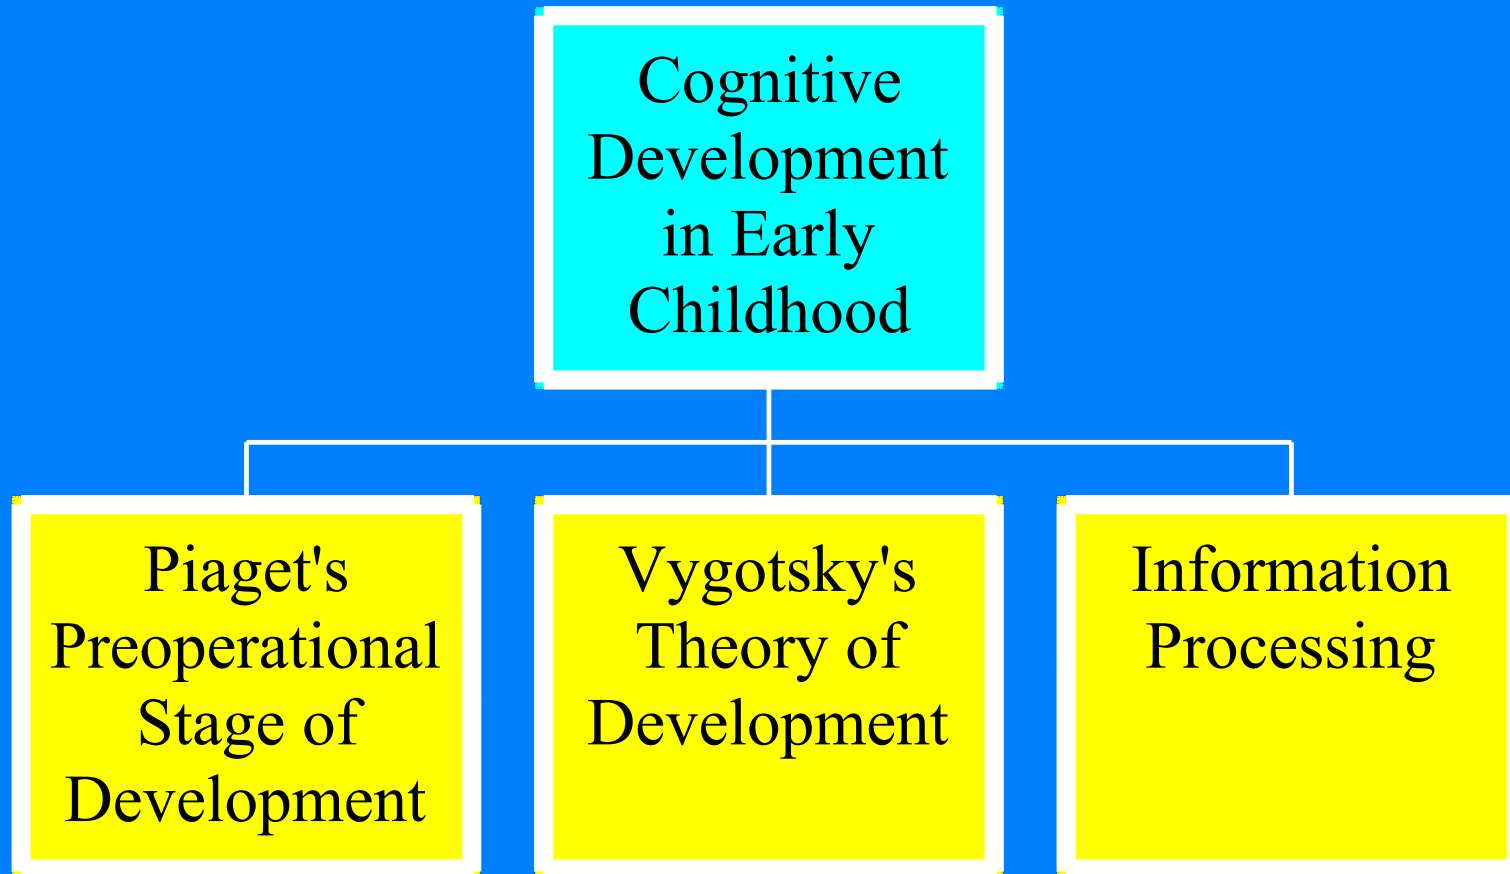 Cognitive
Development
in Early
Childhood
Piaget's
Preoperational
Stage of
Development
Vygotsky's
Theory of
Development
Information
Processing